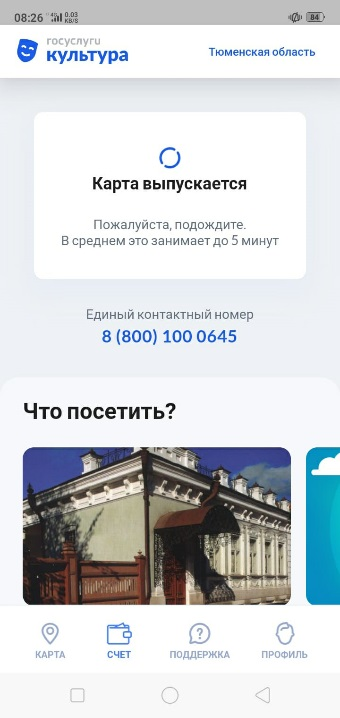 08:26 4G 0.03 KB/S 84
госуслуги
культура
Тюменская область
Карта выпускается
Пожалуйста, подождите.
В среднем это занимает до 5 минут
Единый контактный номер
8 (800) 100 0645
Что посетить?
КАРТА СЧЕТ ПОДДЕРЖКА ПРОФИЛЬ